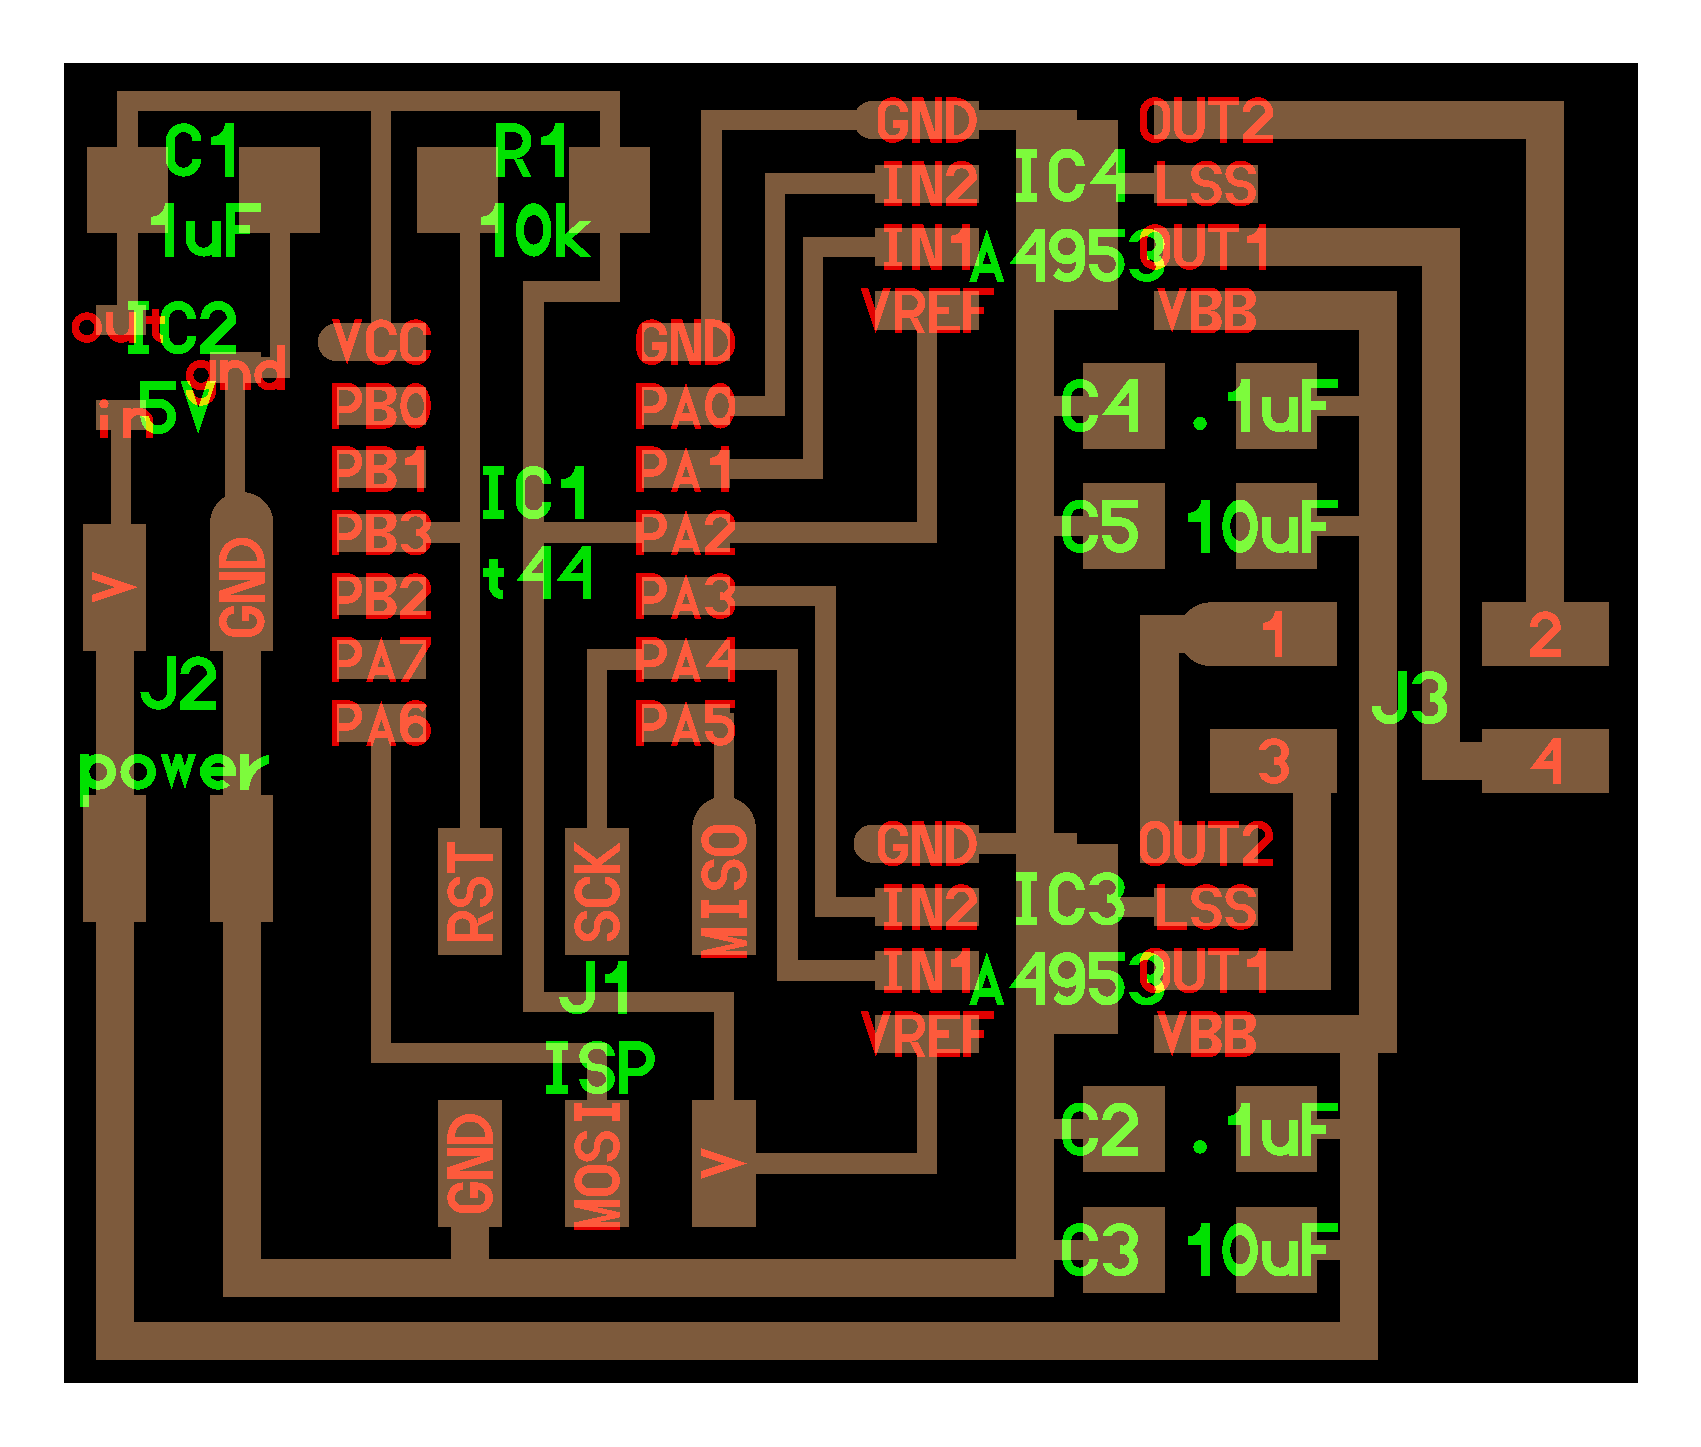 C1
1uF
R1
10k
IC2
5V
out
gnd
in
VCC
PB0
PB1
PB3
PB2
PA7
PA6
IC1
t44
GND
PA0
PA1
PA2
PA3
PA4
PA5
GND
IN2
IN1
VREF
IC4
A4953
OUT2
LSS
OUT1
VBB
C4 .1uF
C5 10uF
V
GND
J2
power
1
2
J3
3
4
RST
SCK
MISO
J1
ISP
GND
MOSI
V
GND
IN2
IN1
VREF
IC3
A4953
OUT2
LSS
OUT1
VBB
C2 .1uF
C3 10uF